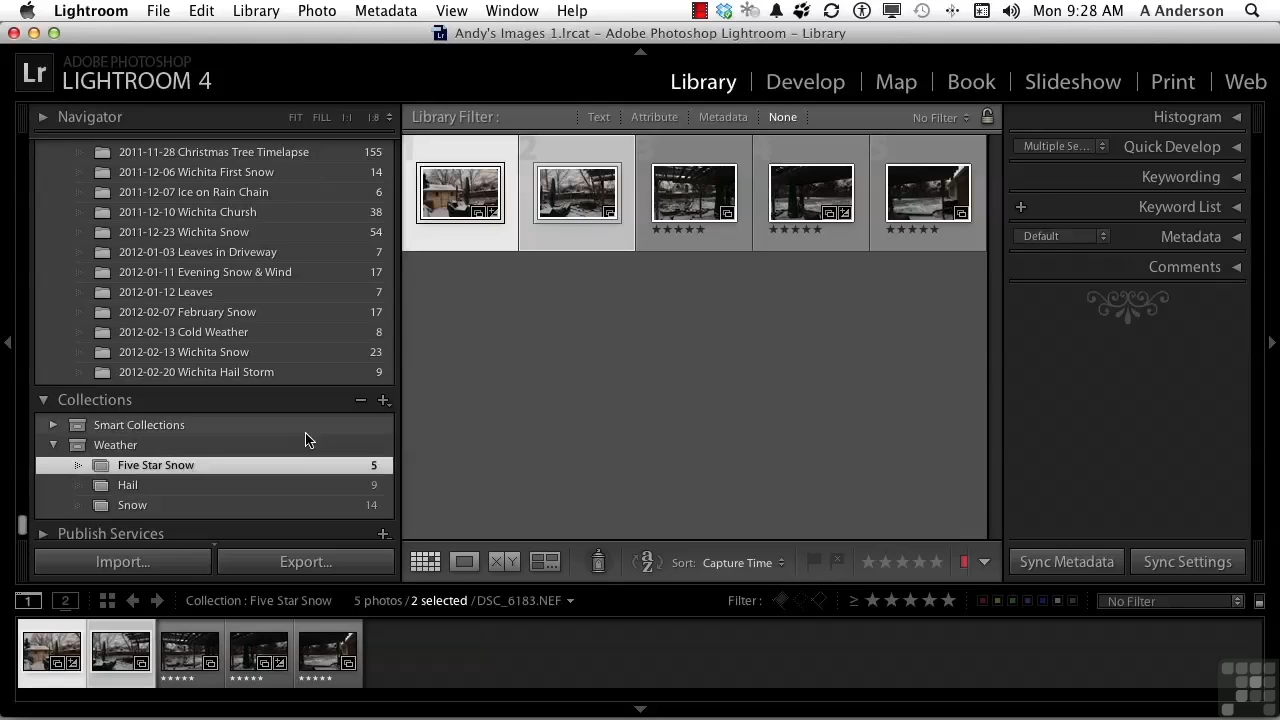 Lightroom File Edit Library Photo Metadata View Window Help Mon 9:28 AM A Anderson
Andy's Images 1.lrcat – Adobe Photoshop Lightroom – Library
Lr ADOBE PHOTOSHOP
LIGHTROOM 4
Library | Develop | Map | Book | Slideshow | Print | Web
Navigator FIT FILL 1:1 1:8
2011-11-28 Christmas Tree Timelapse 155
2011-12-06 Wichita First Snow 14
2011-12-07 Ice on Rain Chain 6
2011-12-10 Wichita Chursh 38
2011-12-23 Wichita Snow 54
2012-01-03 Leaves in Driveway 7
2012-01-11 Evening Snow & Wind 17
2012-01-12 Leaves 7
2012-02-07 February Snow 17
2012-02-13 Cold Weather 8
2012-02-13 Wichita Snow 23
2012-02-20 Wichita Hail Storm 9
Collections
Smart Collections
Weather
Five Star Snow 5
Hail 9
Snow 14
Publish Services
Import... Export...
Library Filter : Text | Attribute | Metadata | None | No Filter
Histogram
Multiple Se... Quick Develop
Keywording
Keyword List
Default Metadata
Comments
Sort: Capture Time
Sync Metadata Sync Settings
1 2 Collection : Five Star Snow 5 photos / 2 selected / DSC_6183.NEF Filter : ≥ ★★★★★ No Filter